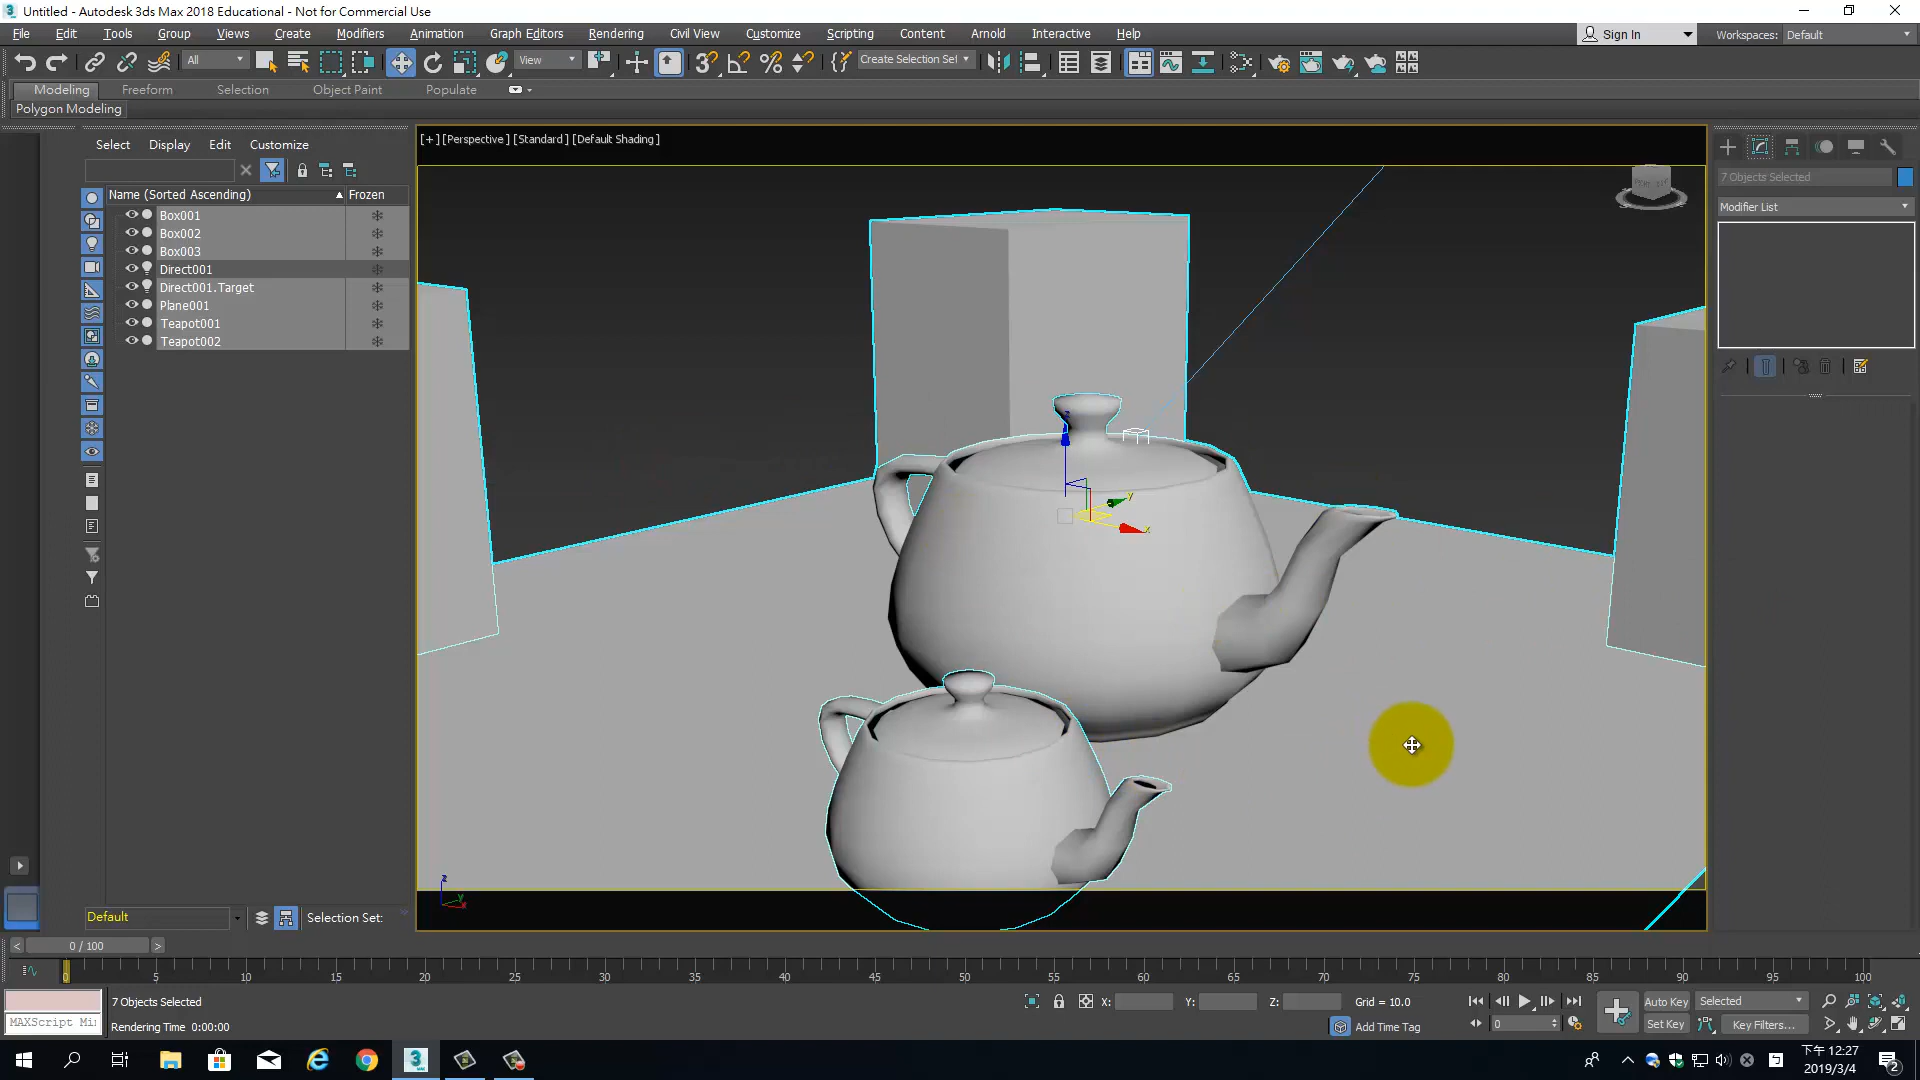 Untitled - Autodesk 3ds Max 2018 Educational - Not for Commercial Use
File Edit Tools Group Views Create Modifiers Animation Graph Editors Rendering Civil View Customize Scripting Content Arnold Interactive Help
Sign In Workspaces: Default
All View Create Selection Set
Modeling Freeform Selection Object Paint Populate
Polygon Modeling
Select Display Edit Customize
[+] [Perspective] [Standard] [Default Shading]
7 Objects Selected
Modifier List
Name (Sorted Ascending) Frozen
Box001
Box002
Box003
Direct001
Direct001.Target
Plane001
Teapot001
Teapot002
z
y
x
z
y
x
Default Selection Set:
< 0 / 100 >
0 5 10 15 20 25 30 35 40 45 50 55 60 65 70 75 80 85 90 95 100
7 Objects Selected X: Y: Z: Grid = 10.0 Auto Key Selected
MAXScript Mi
Rendering Time 0:00:00 Add Time Tag 0 Set Key Key Filters...
下午 12:27
2019/3/4
2